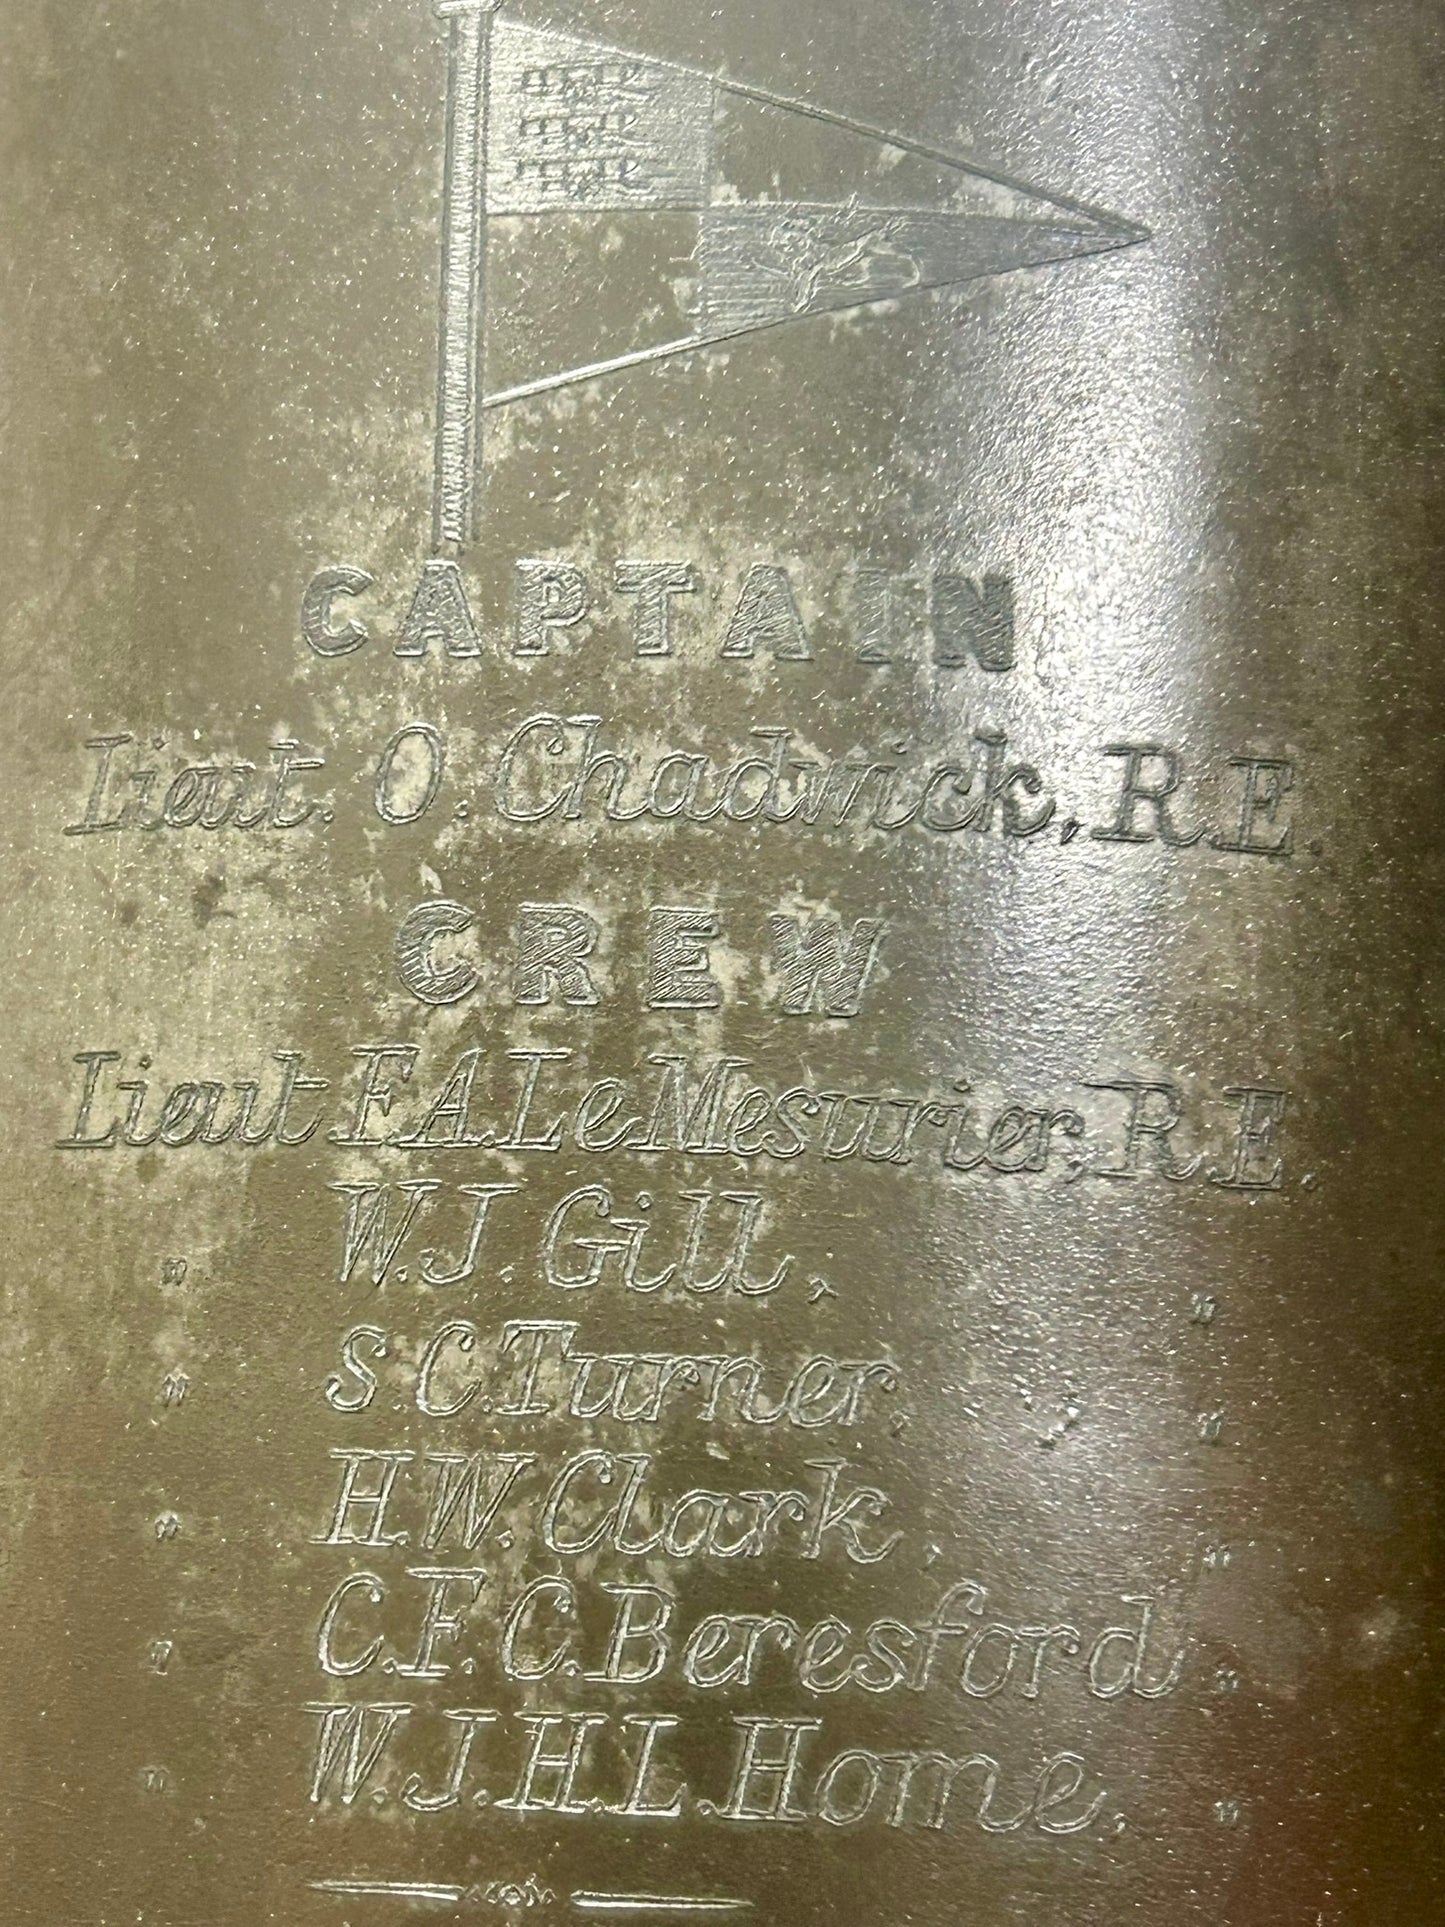 CAPTAIN
Lieut. O. Chadwick, R.E.
CREW
Lieut F.A. Le Mesurier, R.E.
" W.J. Gill, "
" S.C. Turner, "
" H.W. Clark, "
" C.F.C. Beresford "
" W.J.H.L. Home, "